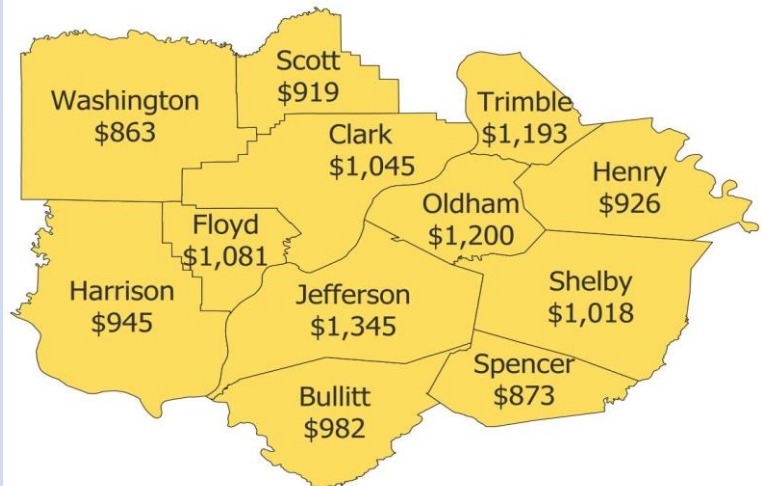 Scott
$919
Washington
$863
Trimble
$1,193
Clark
$1,045
Henry
$926
Oldham
$1,200
Floyd
$1,081
Harrison
$945
Jefferson
$1,345
Shelby
$1,018
Spencer
$873
Bullitt
$982